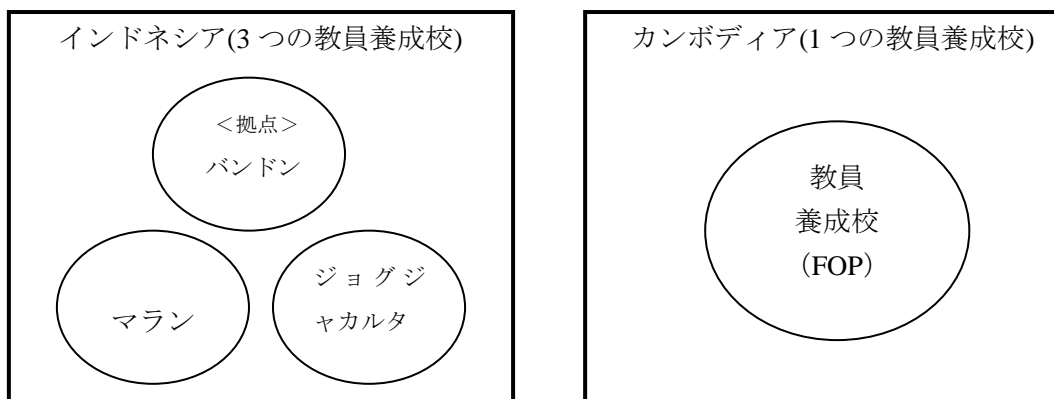 インドネシア(3 つの教員養成校)
＜拠点＞
バンドン
マラン
ジョグジ
ャカルタ
カンボディア(1 つの教員養成校)
教員
養成校
（FOP）